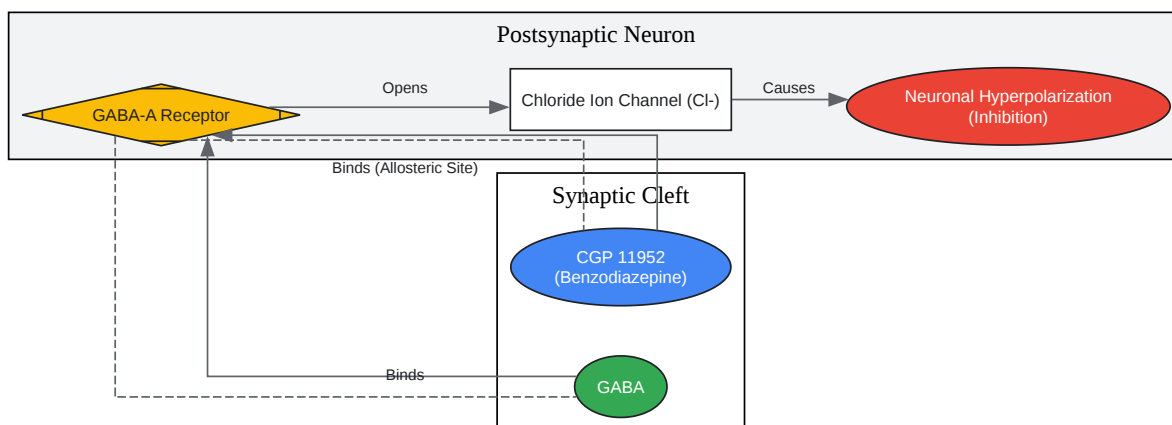 Postsynaptic Neuron
GABA-A Receptor
Opens
Chloride Ion Channel (Cl-)
Causes
Neuronal Hyperpolarization
(Inhibition)
Binds (Allosteric Site)
Synaptic Cleft
CGP 11952
(Benzodiazepine)
Binds
GABA